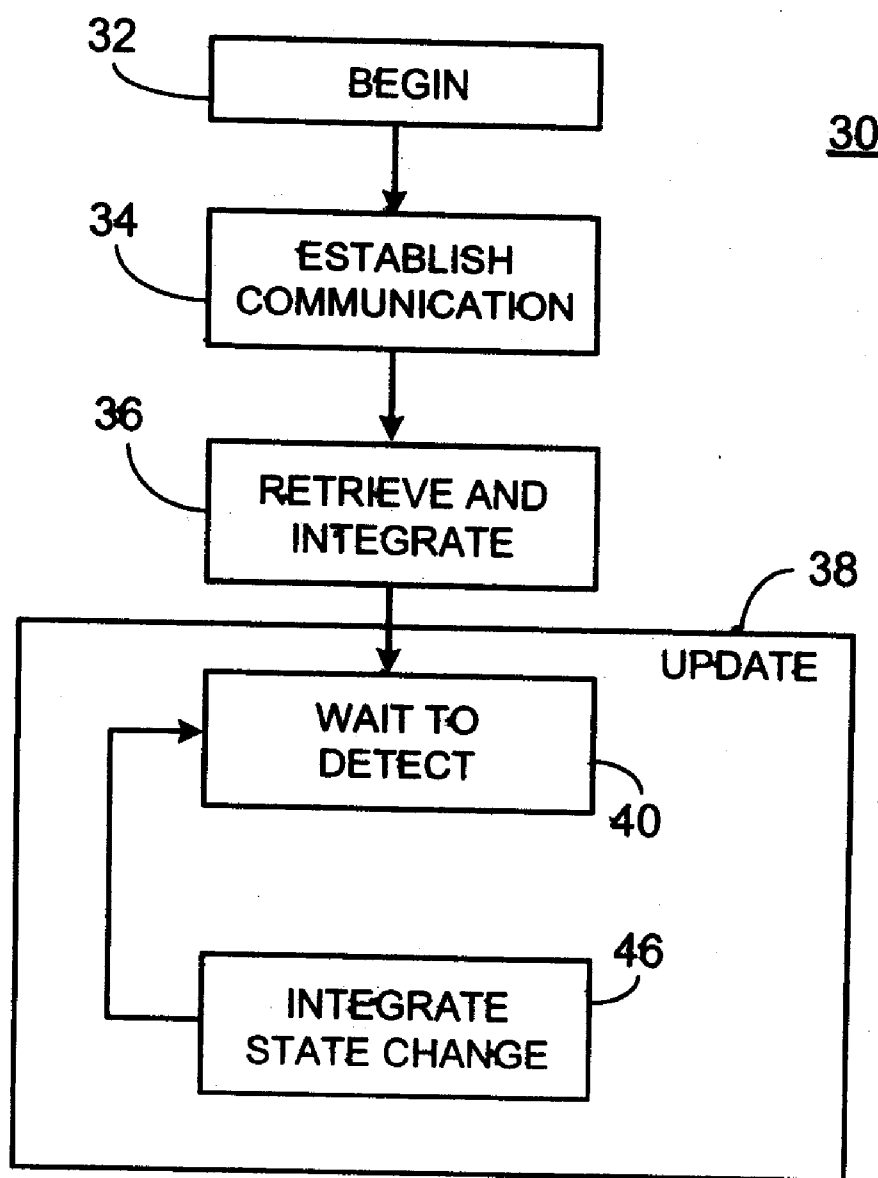 32
BEGIN
30
34
ESTABLISH
COMMUNICATION
36
RETRIEVE AND
INTEGRATE
38
UPDATE
WAIT TO
DETECT
40
46
INTEGRATE
STATE CHANGE